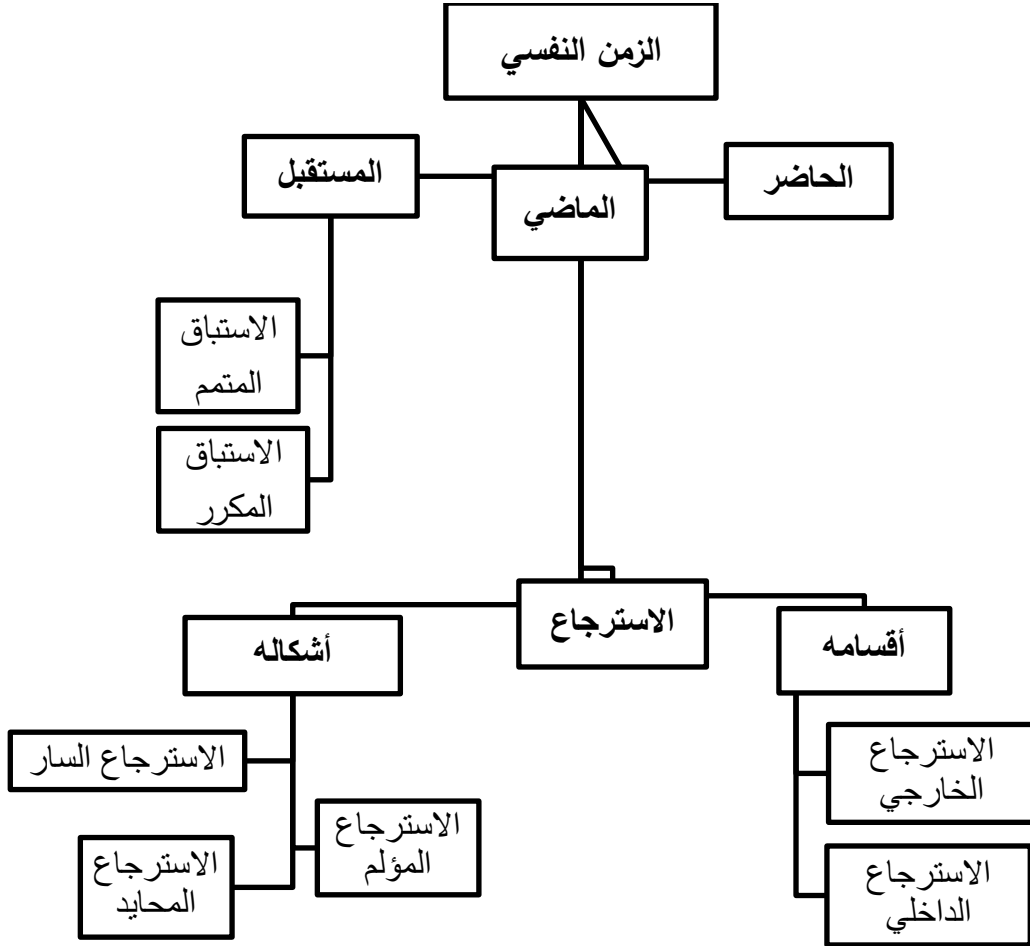 الزمن النفسي
الحاضر
الماضي
المستقبل
الاستباق
المتمم
الاستباق
المكرر
الاسترجاع
أقسامه
الاسترجاع
الخارجي
الاسترجاع
الداخلي
أشكاله
الاسترجاع السار
الاسترجاع
المؤلم
الاسترجاع
المحايد